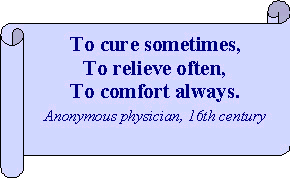 To cure sometimes,
To relieve often,
To comfort always.
Anonymous physician, 16th century